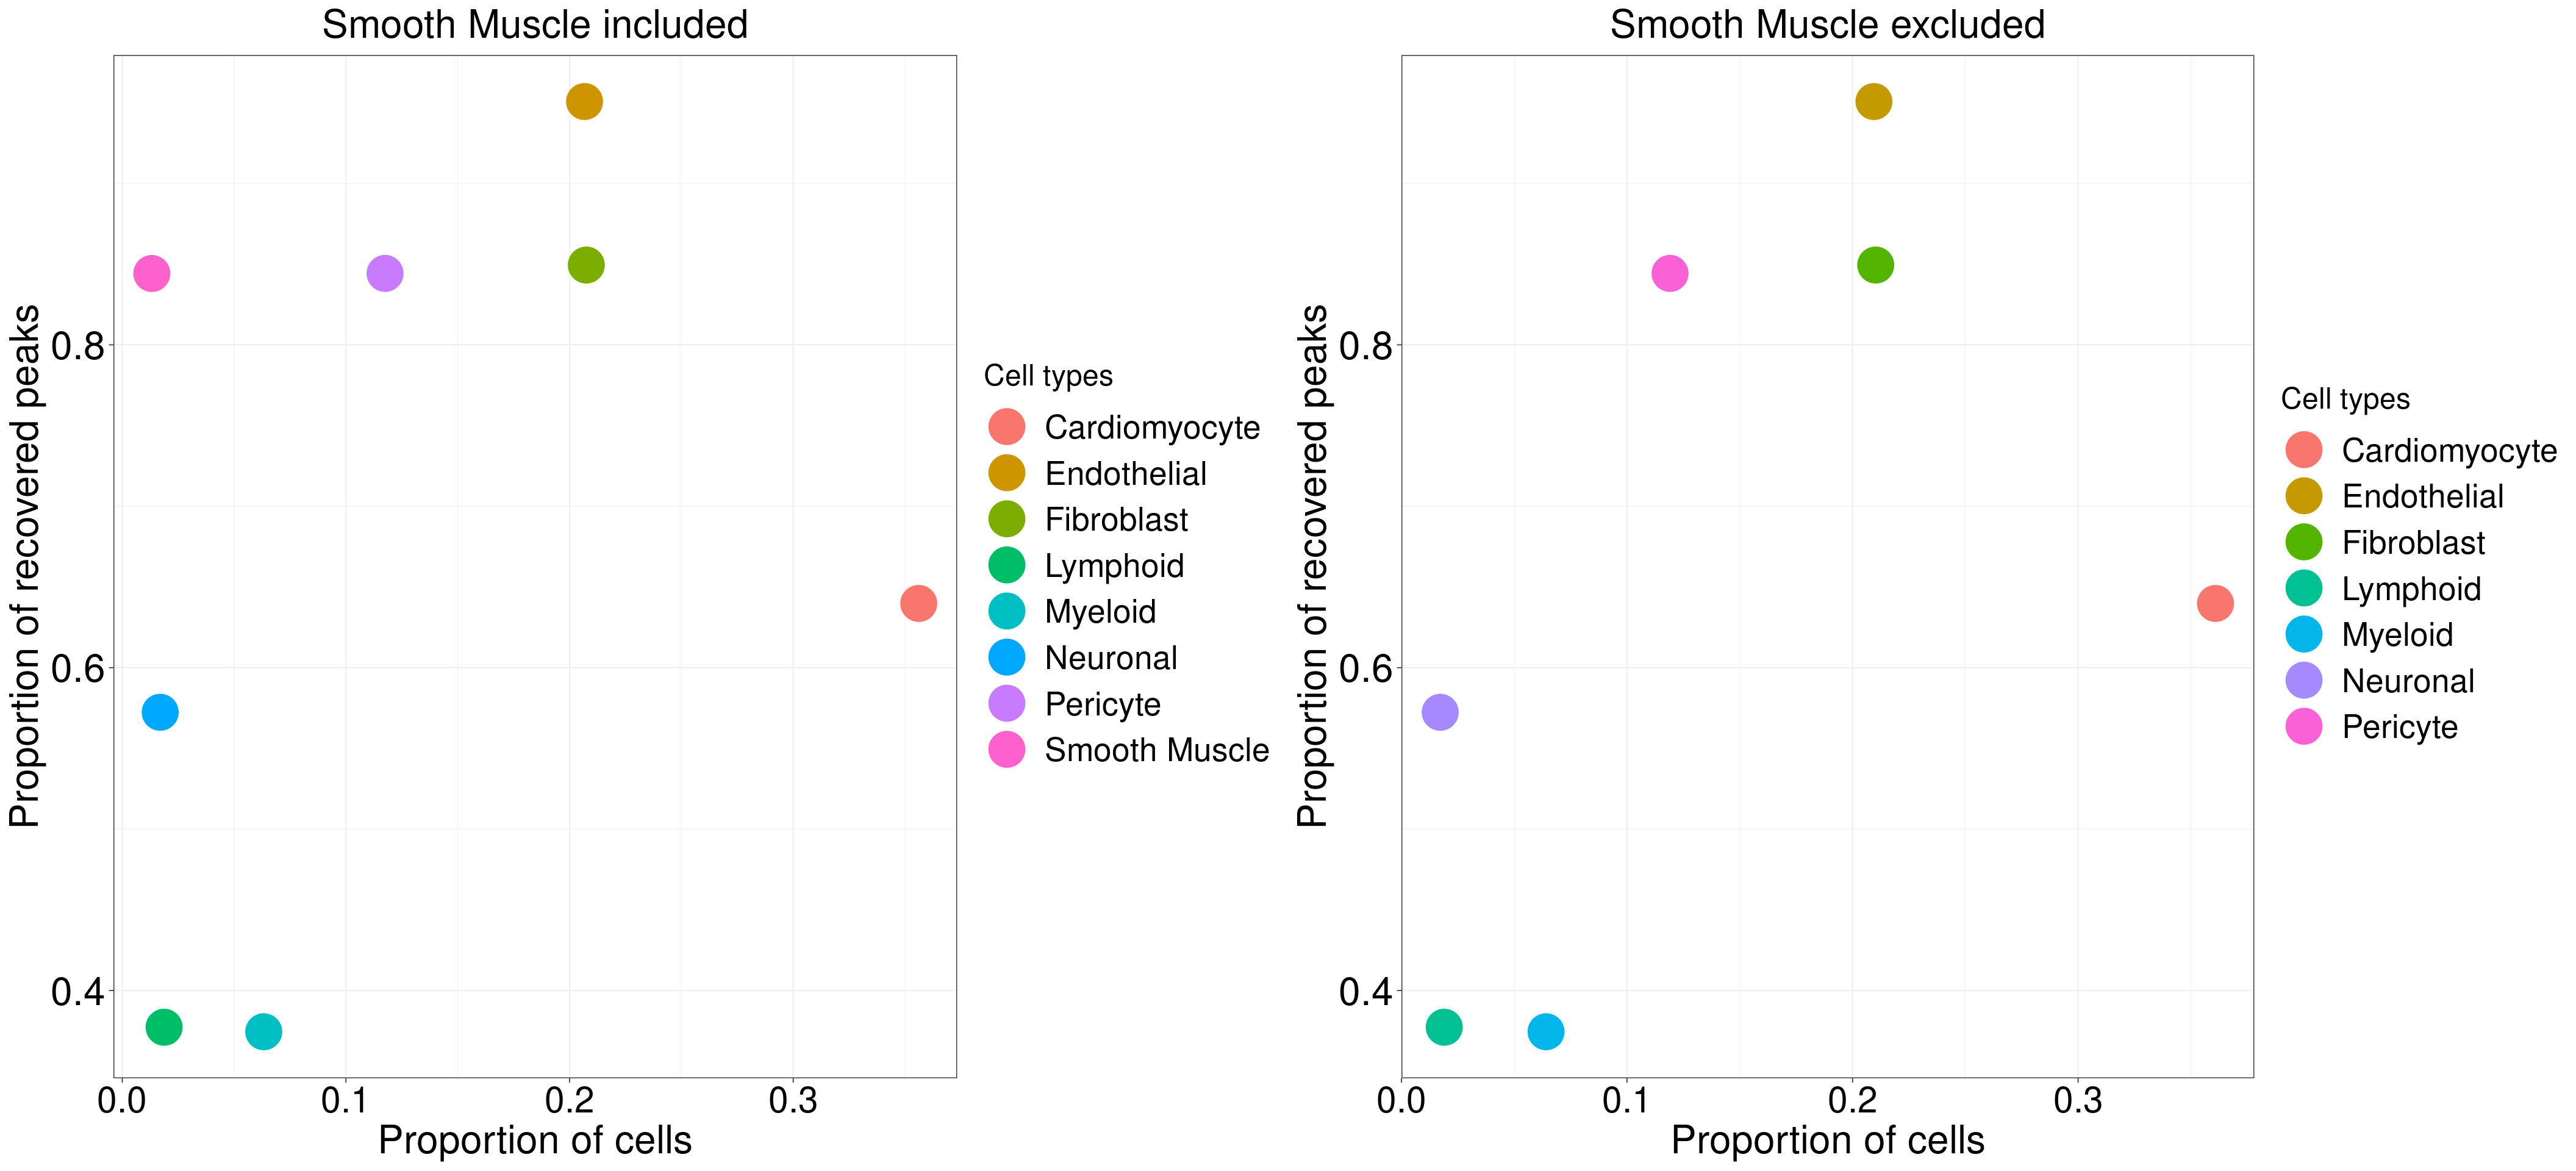 Smooth Muscle included
Proportion of recovered peaks
0.8
0.6
0.4
0.0
0.1
0.2
0.3
Proportion of cells
Cell types
Cardiomyocyte
Endothelial
Fibroblast
Lymphoid
Myeloid
Neuronal
Pericyte
Smooth Muscle
Smooth Muscle excluded
Proportion of recovered peaks
0.8
0.6
0.4
0.0
0.1
0.2
0.3
Proportion of cells
Cell types
Cardiomyocyte
Endothelial
Fibroblast
Lymphoid
Myeloid
Neuronal
Pericyte